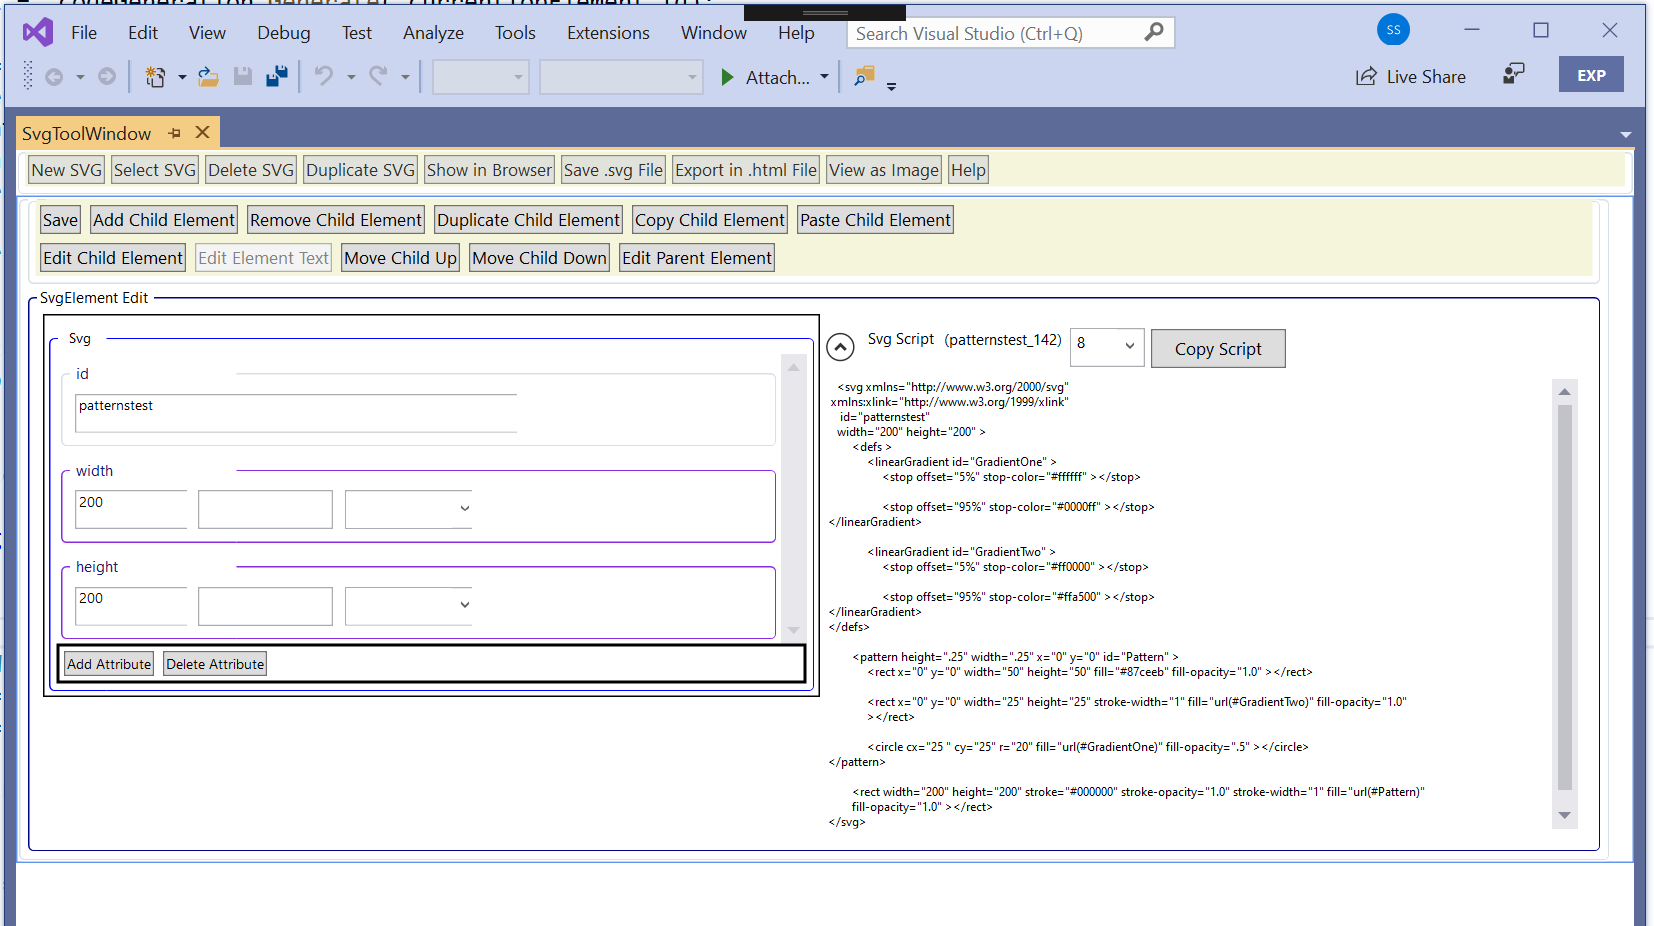 File Edit View Debug Test Analyze Tools Extensions Window Help Search Visual Studio (Ctrl+Q) SS
Attach... Live Share EXP
SvgToolWindow
New SVG Select SVG Delete SVG Duplicate SVG Show in Browser Save .svg File Export in .html File View as Image Help
Save Add Child Element Remove Child Element Duplicate Child Element Copy Child Element Paste Child Element
Edit Child Element Edit Element Text Move Child Up Move Child Down Edit Parent Element
SvgElement Edit
Svg
id
patternstest
width
200
height
200
Add Attribute Delete Attribute
Svg Script (patternstest_142) 8 Copy Script
<svg xmlns="http://www.w3.org/2000/svg"
xmlns:xlink="http://www.w3.org/1999/xlink"
id="patternstest"
width="200" height="200" >
<defs >
<linearGradient id="GradientOne" >
<stop offset="5%" stop-color="#ffffff" ></stop>
<stop offset="95%" stop-color="#0000ff" ></stop>
</linearGradient>
<linearGradient id="GradientTwo" >
<stop offset="5%" stop-color="#ff0000" ></stop>
<stop offset="95%" stop-color="#ffa500" ></stop>
</linearGradient>
</defs>
<pattern height=".25" width=".25" x="0" y="0" id="Pattern" >
<rect x="0" y="0" width="50" height="50" fill="#87ceeb" fill-opacity="1.0" ></rect>
<rect x="0" y="0" width="25" height="25" stroke-width="1" fill="url(#GradientTwo)" fill-opacity="1.0"
></rect>
<circle cx="25 " cy="25" r="20" fill="url(#GradientOne)" fill-opacity=".5" ></circle>
</pattern>
<rect width="200" height="200" stroke="#000000" stroke-opacity="1.0" stroke-width="1" fill="url(#Pattern)"
fill-opacity="1.0" ></rect>
</svg>